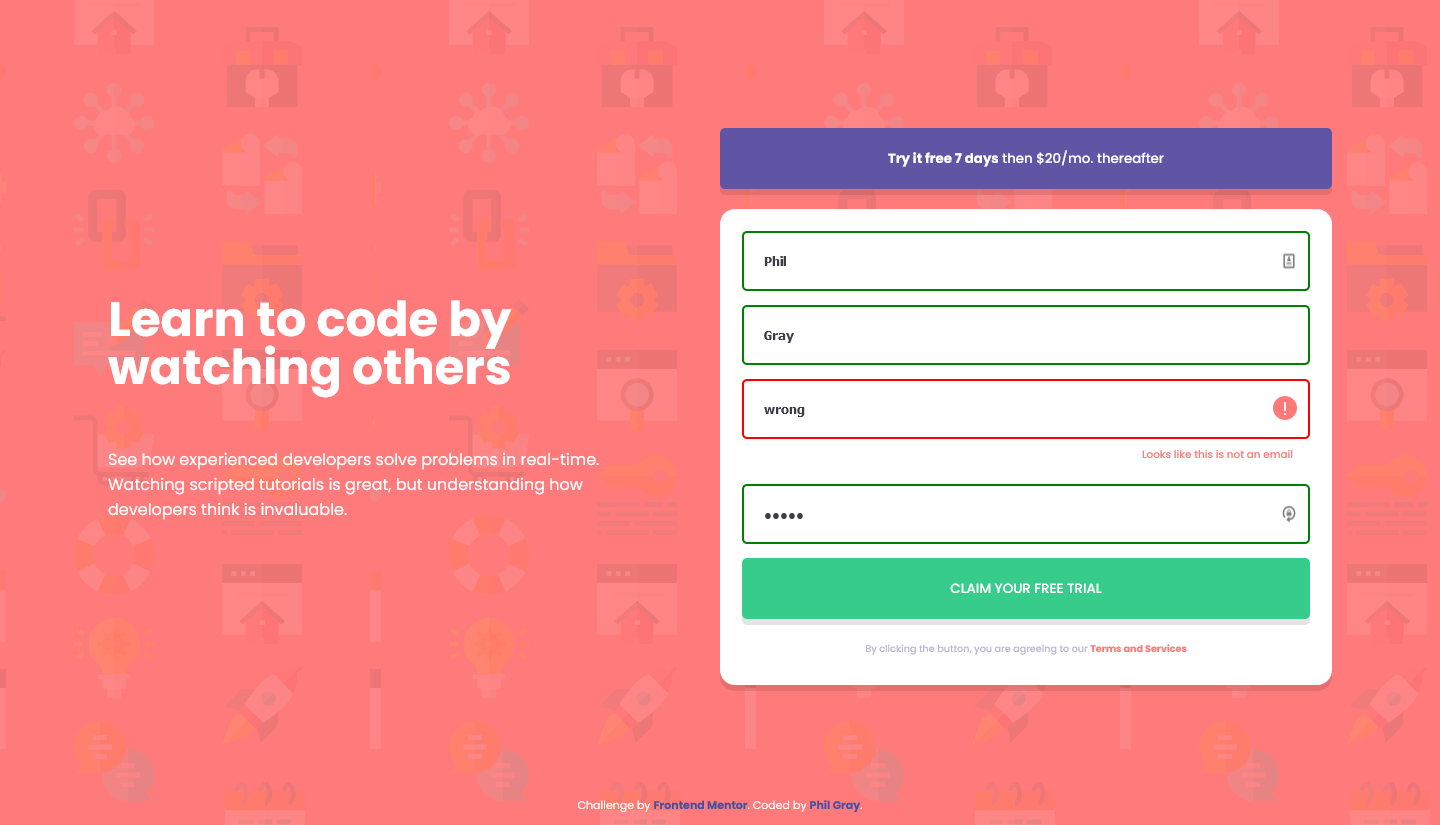 Learn to code by
watching others
See how experienced developers solve problems in real-time.
Watching scripted tutorials is great, but understanding how
developers think is invaluable.
Try it free 7 days then $20/mo. thereafter
Phil
Gray
wrong
!
Looks like this is not an email
•••••
CLAIM YOUR FREE TRIAL
By clicking the button, you are agreeing to our Terms and Services
Challenge by Frontend Mentor. Coded by Phil Gray.